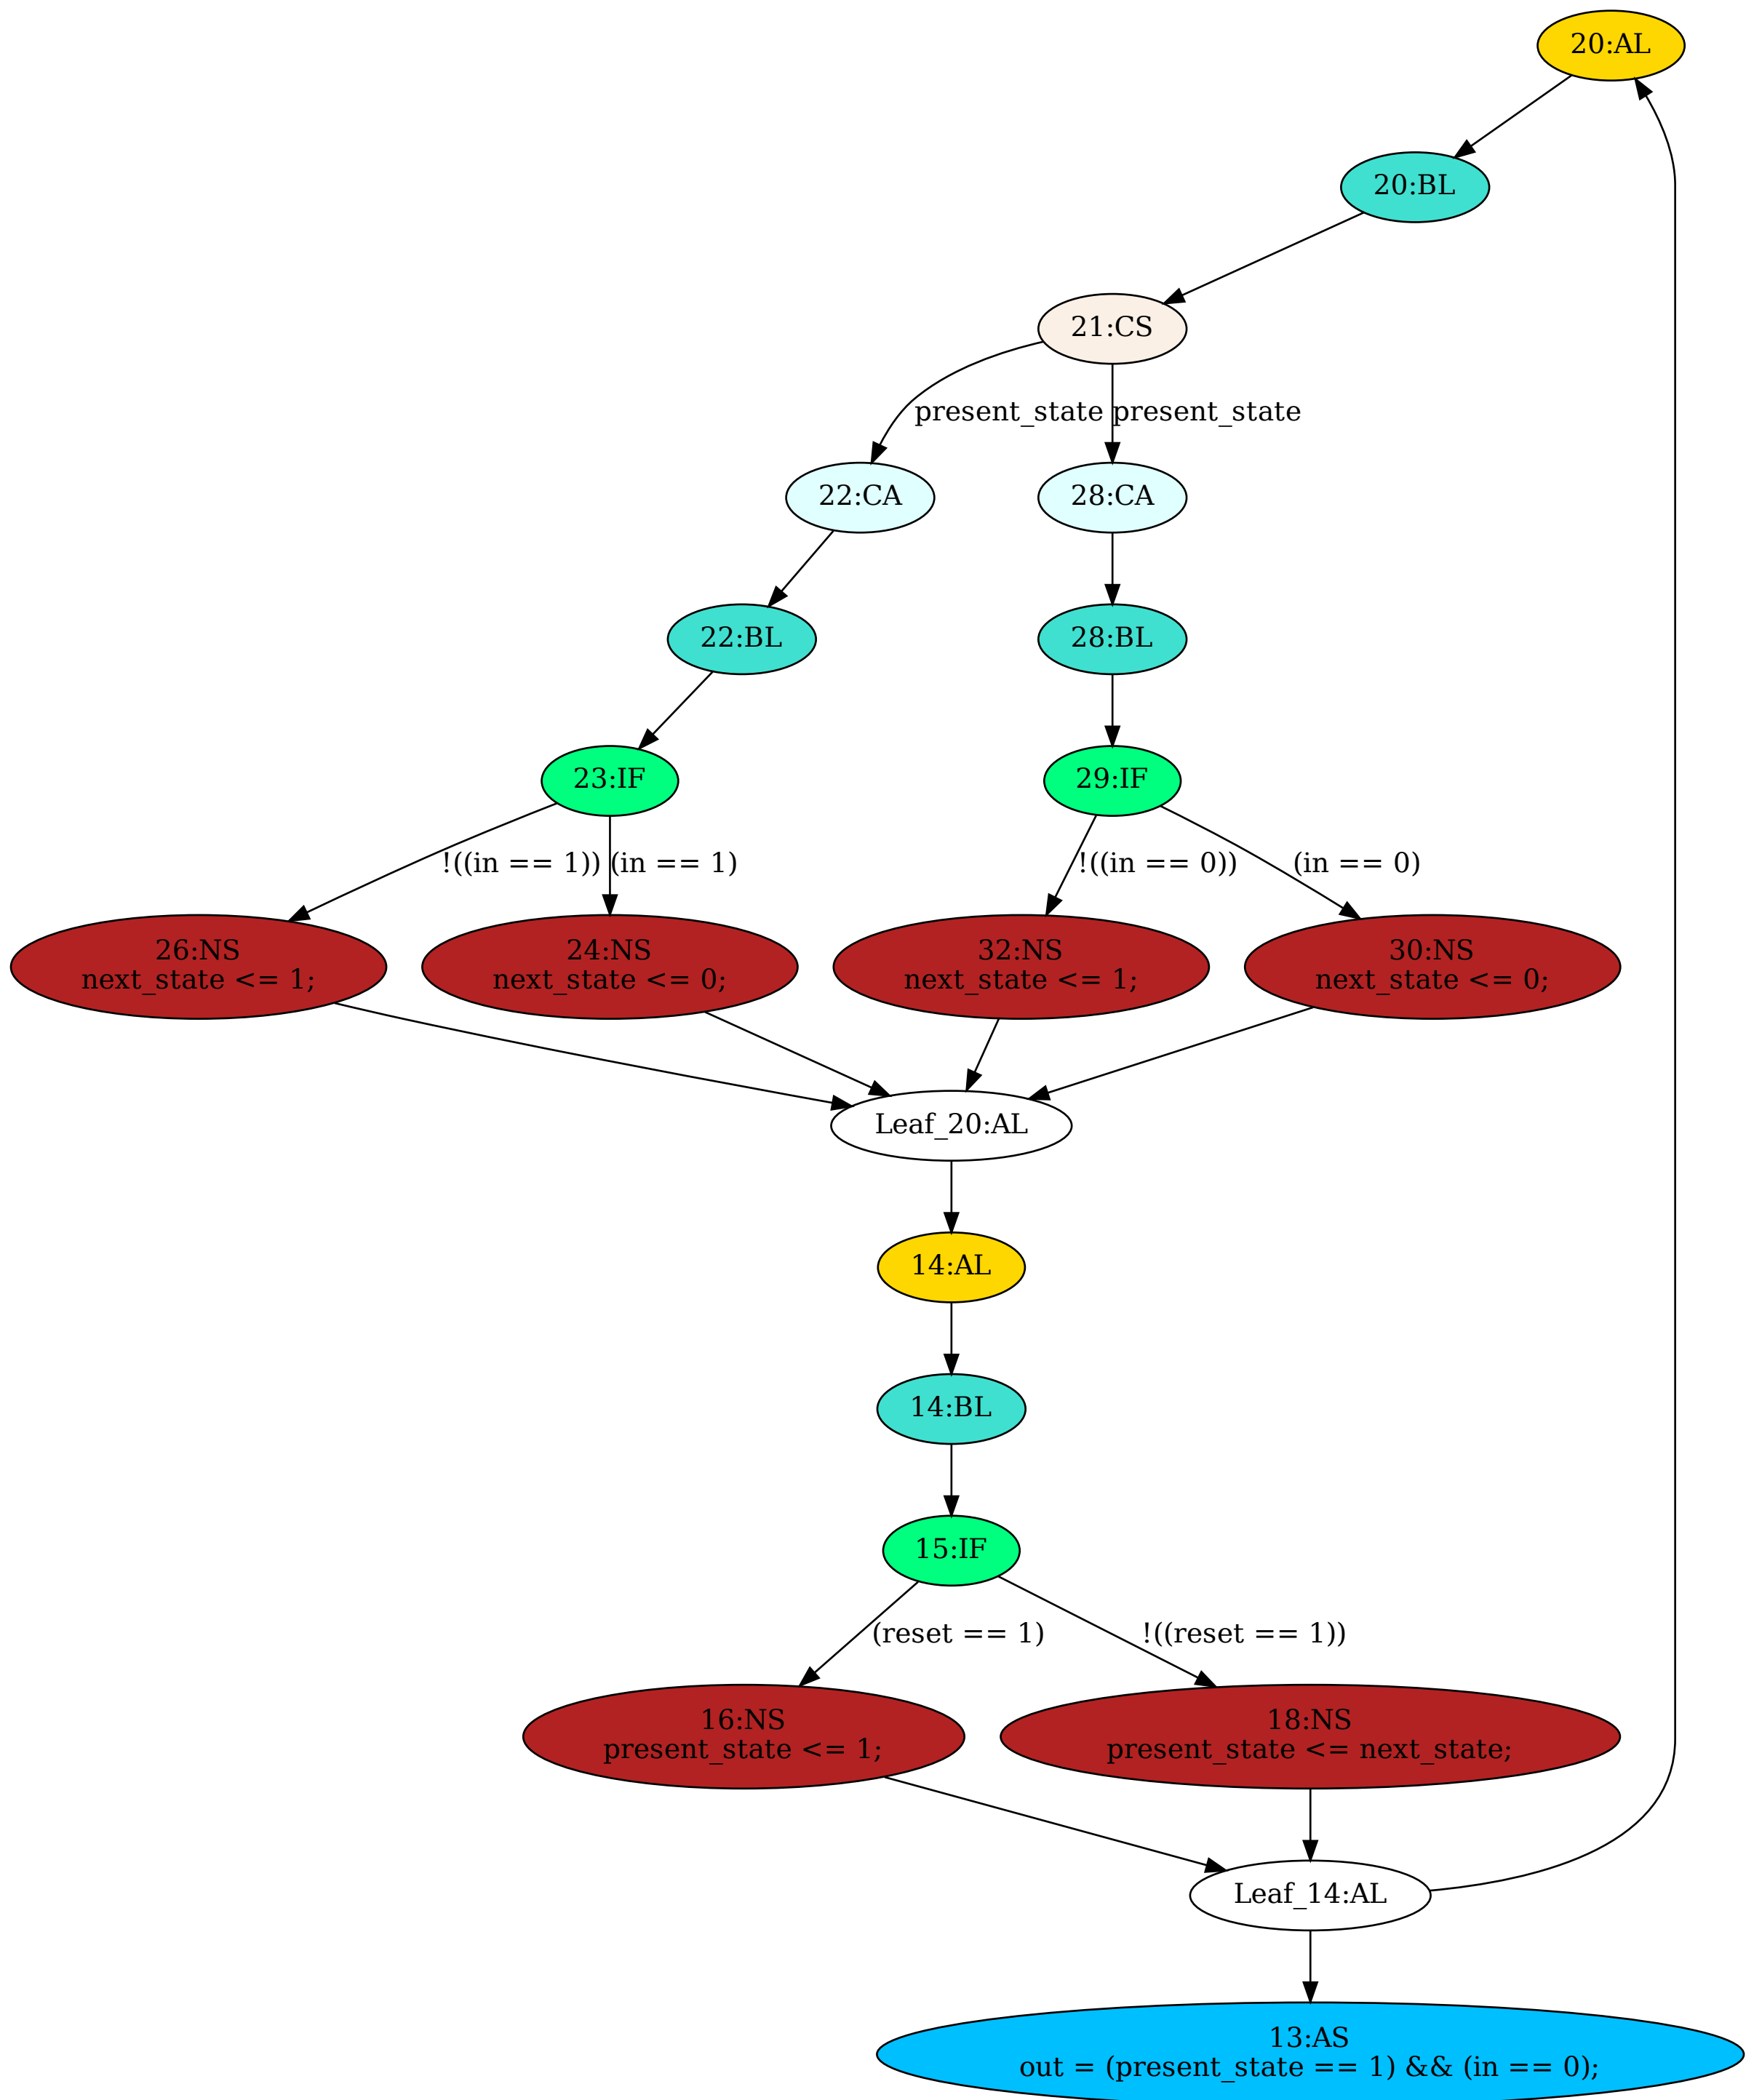 20:AL
20:BL
21:CS
present_state
present_state
22:CA
28:CA
22:BL
28:BL
23:IF
29:IF
!((in == 1))
(in == 1)
!((in == 0))
(in == 0)
26:NS
next_state <= 1;
24:NS
next_state <= 0;
32:NS
next_state <= 1;
30:NS
next_state <= 0;
Leaf_20:AL
14:AL
14:BL
15:IF
(reset == 1)
!((reset == 1))
16:NS
present_state <= 1;
18:NS
present_state <= next_state;
Leaf_14:AL
13:AS
out = (present_state == 1) && (in == 0);